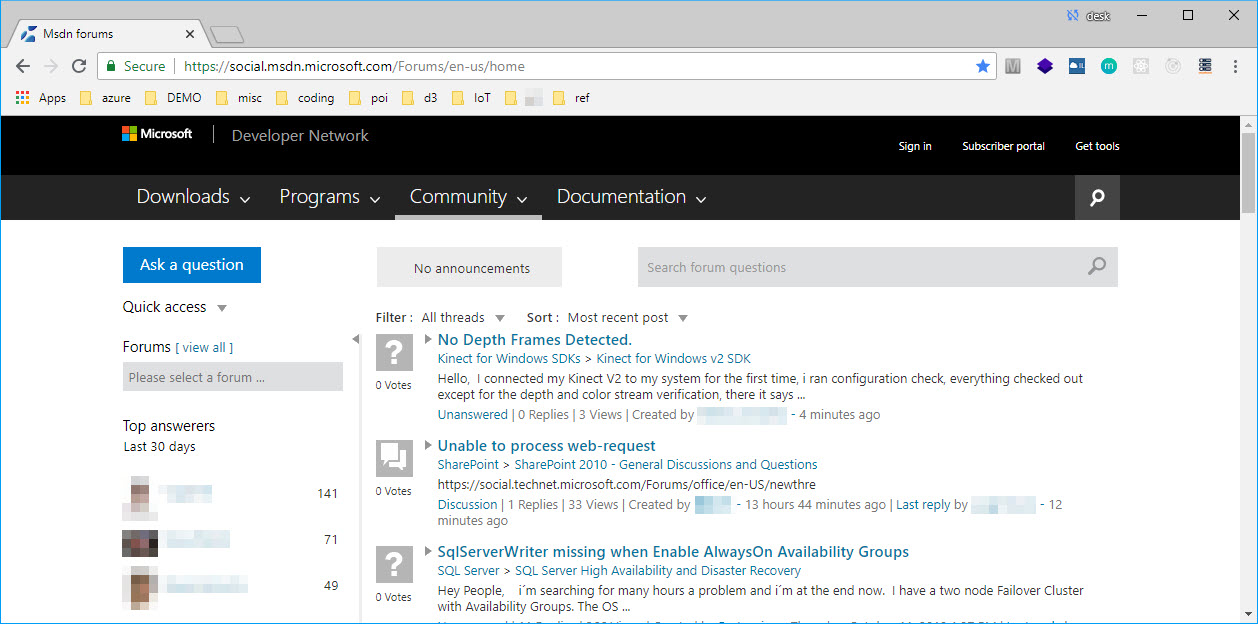 desk
Msdn forums
Secure https://social.msdn.microsoft.com/Forums/en-us/home
Apps azure DEMO misc coding poi d3 IoT ref
Microsoft Developer Network
Sign in Subscriber portal Get tools
Downloads Programs Community Documentation
Ask a question
No announcements
Search forum questions
Quick access
Filter : All threads Sort : Most recent post
Forums [ view all ]
Please select a forum ...
Top answerers
Last 30 days
141
71
49
No Depth Frames Detected.
Kinect for Windows SDKs > Kinect for Windows v2 SDK
0 Votes
Hello,  I connected my Kinect V2 to my system for the first time, i ran configuration check, everything checked out
except for the depth and color stream verification, there it says ...
Unanswered | 0 Replies | 3 Views | Created by - 4 minutes ago
Unable to process web-request
SharePoint > SharePoint 2010 - General Discussions and Questions
0 Votes
https://social.technet.microsoft.com/Forums/office/en-US/newthre
Discussion | 1 Replies | 33 Views | Created by - 13 hours 44 minutes ago | Last reply by - 12
minutes ago
SqlServerWriter missing when Enable AlwaysOn Availability Groups
SQL Server > SQL Server High Availability and Disaster Recovery
0 Votes
Hey People,    i´m searching for many hours a problem and i´m at the end now.  I have a two node Failover Cluster
with Availability Groups. The OS ...